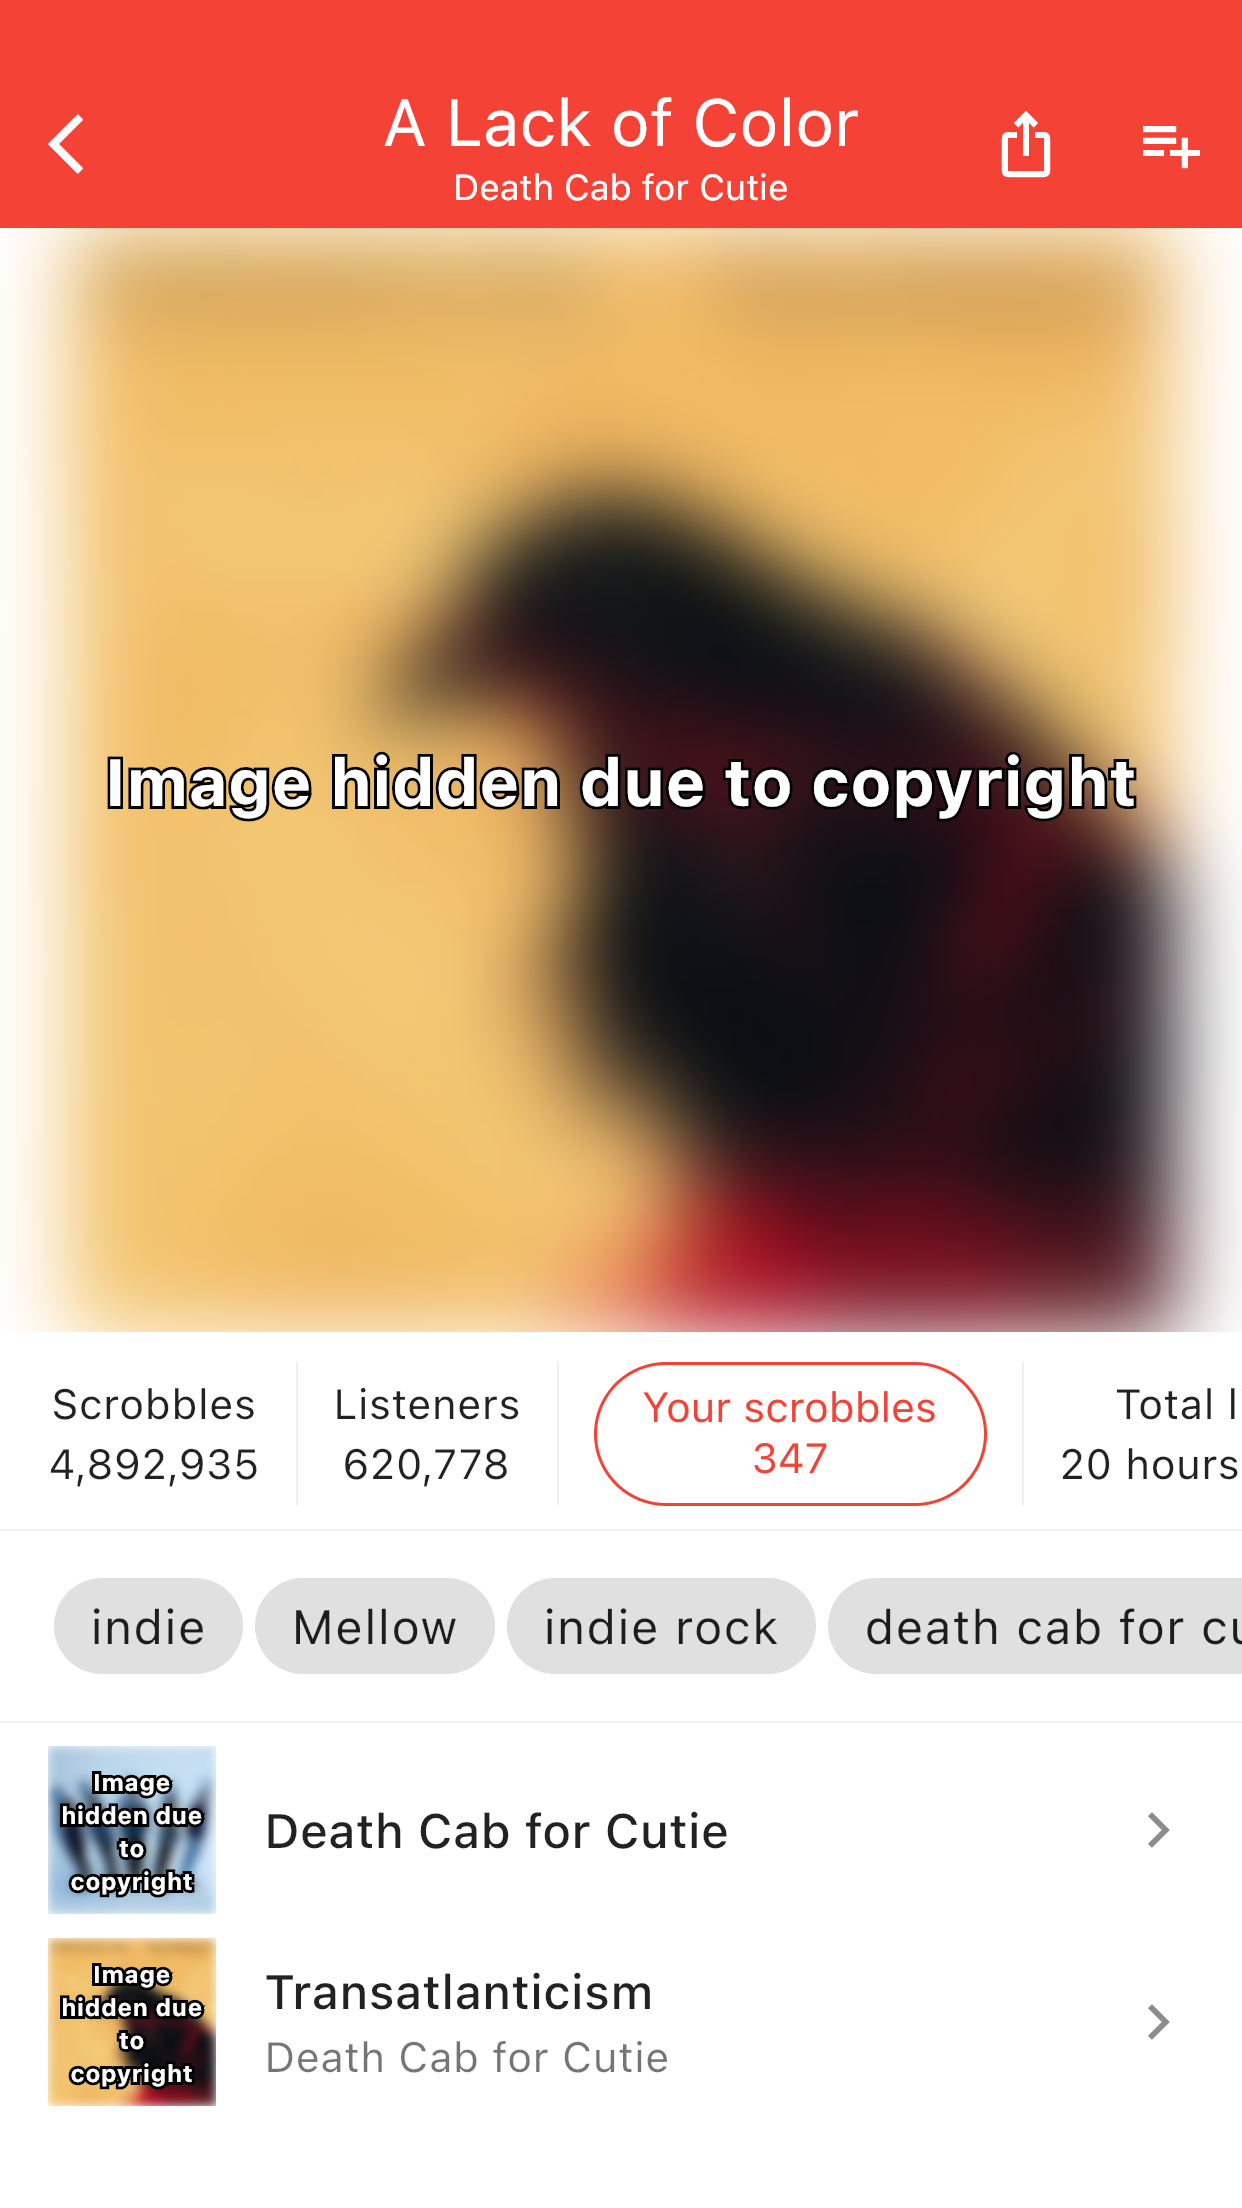 A Lack of Color
Death Cab for Cutie
Image hidden due to copyright
Scrobbles
4,892,935
Listeners
620,778
Your scrobbles
347
Total l
20 hours
indie
Mellow
indie rock
death cab for cu
Image
hidden due
to
copyright
Death Cab for Cutie
Image
hidden due
to
copyright
Transatlanticism
Death Cab for Cutie